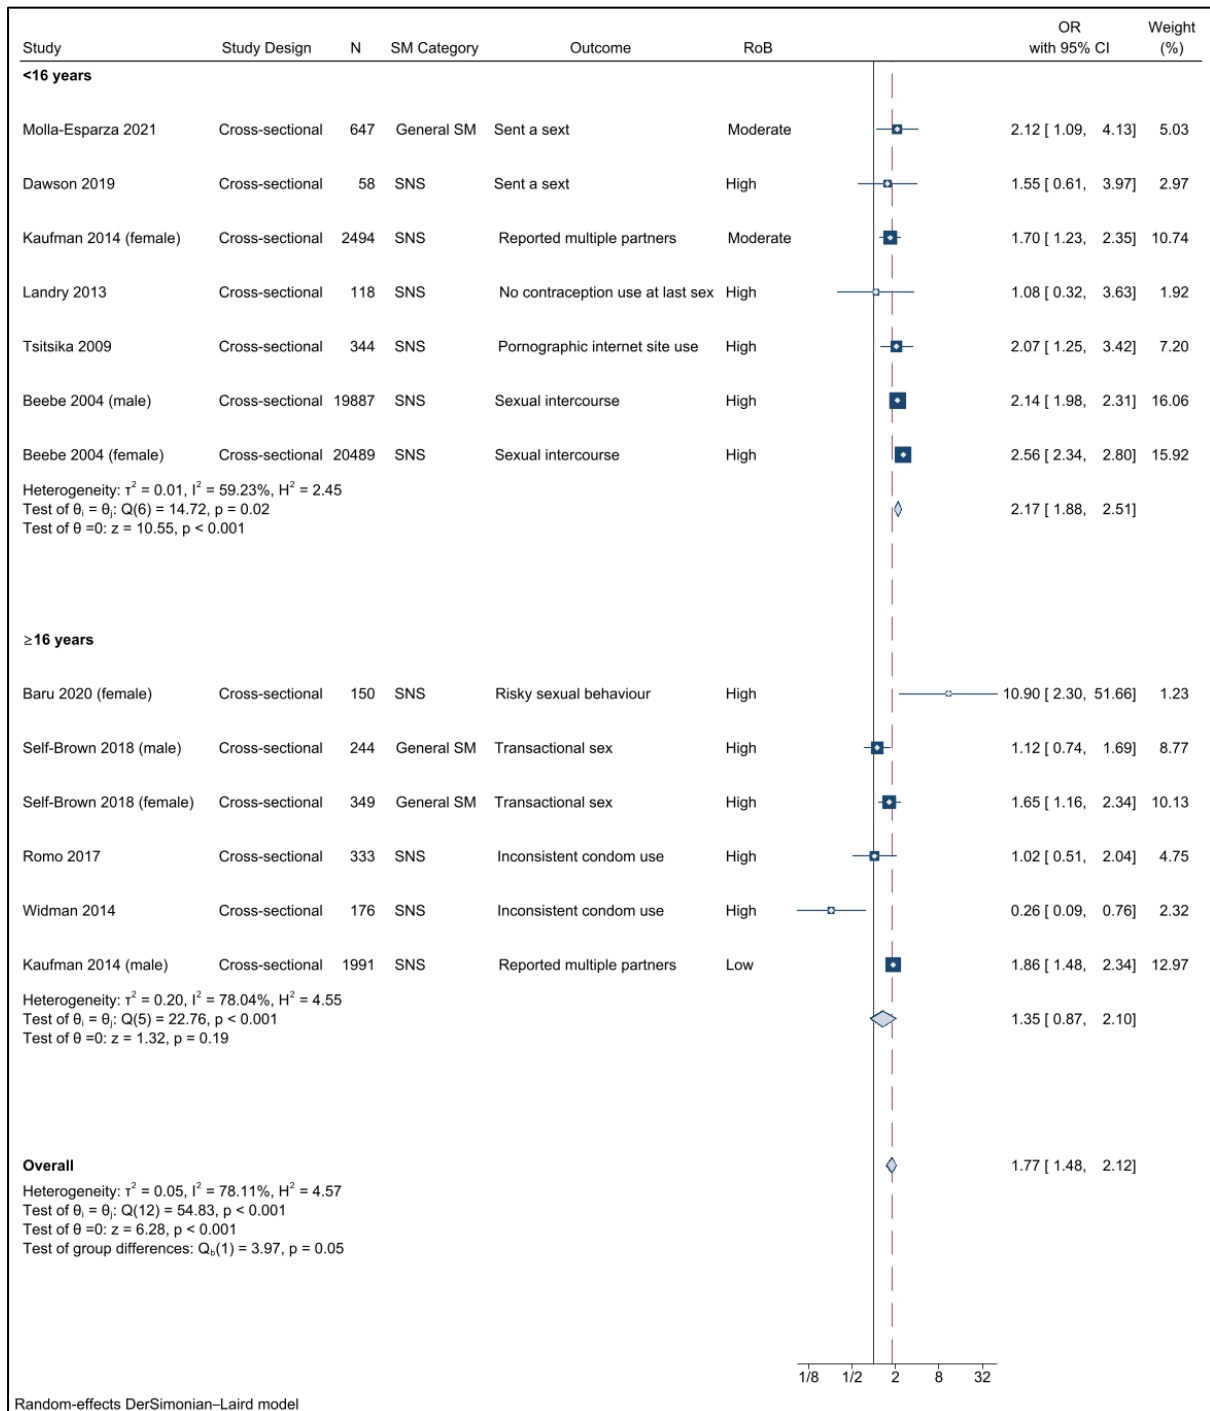 Study Study Design N SM Category Outcome RoB OR with 95% CI Weight (%)
<16 years
Molla-Esparza 2021 Cross-sectional 647 General SM Sent a sext Moderate 2.12 [ 1.09, 4.13] 5.03
Dawson 2019 Cross-sectional 58 SNS Sent a sext High 1.55 [ 0.61, 3.97] 2.97
Kaufman 2014 (female) Cross-sectional 2494 SNS Reported multiple partners Moderate 1.70 [ 1.23, 2.35] 10.74
Landry 2013 Cross-sectional 118 SNS No contraception use at last sex High 1.08 [ 0.32, 3.63] 1.92
Tsitsika 2009 Cross-sectional 344 SNS Pornographic internet site use High 2.07 [ 1.25, 3.42] 7.20
Beebe 2004 (male) Cross-sectional 19887 SNS Sexual intercourse High 2.14 [ 1.98, 2.31] 16.06
Beebe 2004 (female) Cross-sectional 20489 SNS Sexual intercourse High 2.56 [ 2.34, 2.80] 15.92
Heterogeneity: τ² = 0.01, I² = 59.23%, H² = 2.45
Test of θᵢ = θⱼ: Q(6) = 14.72, p = 0.02 2.17 [ 1.88, 2.51]
Test of θ =0: z = 10.55, p < 0.001
≥16 years
Baru 2020 (female) Cross-sectional 150 SNS Risky sexual behaviour High 10.90 [ 2.30, 51.66] 1.23
Self-Brown 2018 (male) Cross-sectional 244 General SM Transactional sex High 1.12 [ 0.74, 1.69] 8.77
Self-Brown 2018 (female) Cross-sectional 349 General SM Transactional sex High 1.65 [ 1.16, 2.34] 10.13
Romo 2017 Cross-sectional 333 SNS Inconsistent condom use High 1.02 [ 0.51, 2.04] 4.75
Widman 2014 Cross-sectional 176 SNS Inconsistent condom use High 0.26 [ 0.09, 0.76] 2.32
Kaufman 2014 (male) Cross-sectional 1991 SNS Reported multiple partners Low 1.86 [ 1.48, 2.34] 12.97
Heterogeneity: τ² = 0.20, I² = 78.04%, H² = 4.55
Test of θᵢ = θⱼ: Q(5) = 22.76, p < 0.001 1.35 [ 0.87, 2.10]
Test of θ =0: z = 1.32, p = 0.19
Overall 1.77 [ 1.48, 2.12]
Heterogeneity: τ² = 0.05, I² = 78.11%, H² = 4.57
Test of θᵢ = θⱼ: Q(12) = 54.83, p < 0.001
Test of θ =0: z = 6.28, p < 0.001
Test of group differences: Q_b(1) = 3.97, p = 0.05
1/8 1/2 2 8 32
Random-effects DerSimonian–Laird model